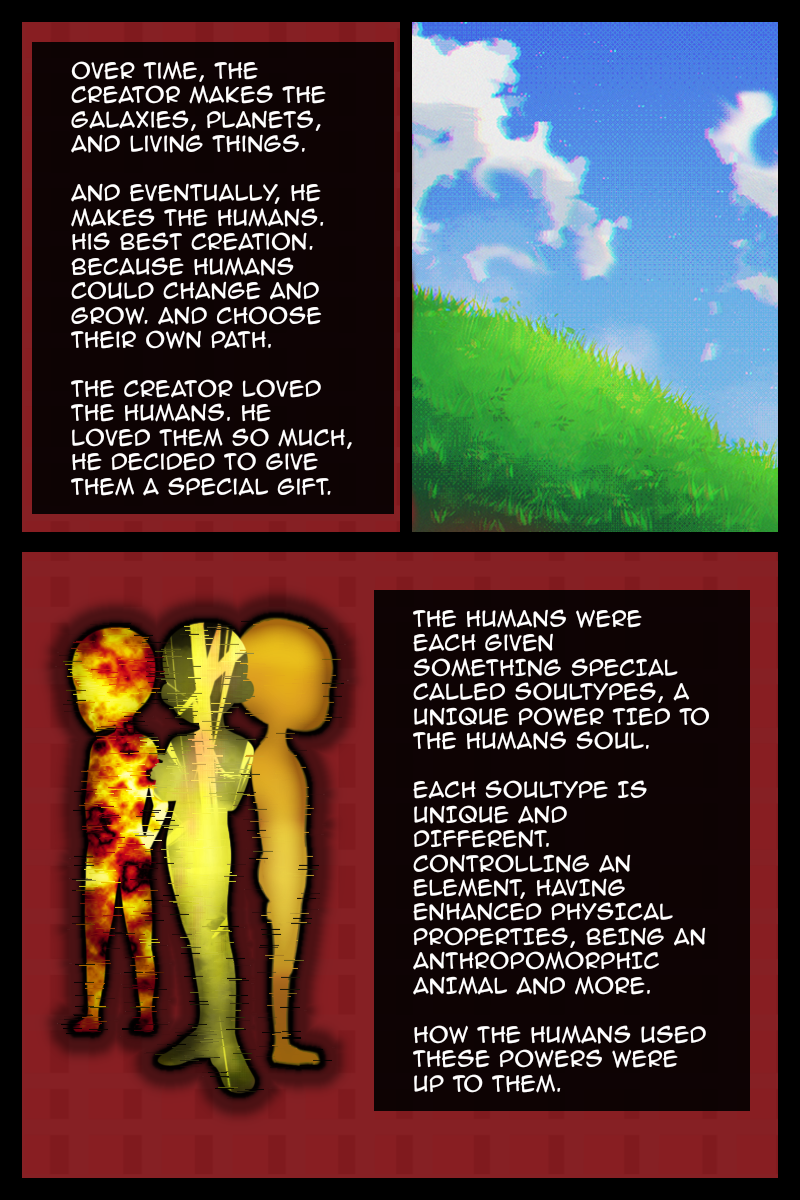 OVER TIME, THE
CREATOR MAKES THE
GALAXIES, PLANETS,
AND LIVING THINGS.
AND EVENTUALLY, HE
MAKES THE HUMANS.
HIS BEST CREATION.
BECAUSE HUMANS
COULD CHANGE AND
GROW. AND CHOOSE
THEIR OWN PATH.
THE CREATOR LOVED
THE HUMANS. HE
LOVED THEM SO MUCH,
HE DECIDED TO GIVE
THEM A SPECIAL GIFT.
THE HUMANS WERE
EACH GIVEN
SOMETHING SPECIAL
CALLED SOULTYPES, A
UNIQUE POWER TIED TO
THE HUMANS SOUL.
EACH SOULTYPE IS
UNIQUE AND
DIFFERENT.
CONTROLLING AN
ELEMENT, HAVING
ENHANCED PHYSICAL
PROPERTIES, BEING AN
ANTHROPOMORPHIC
ANIMAL AND MORE.
HOW THE HUMANS USED
THESE POWERS WERE
UP TO THEM.